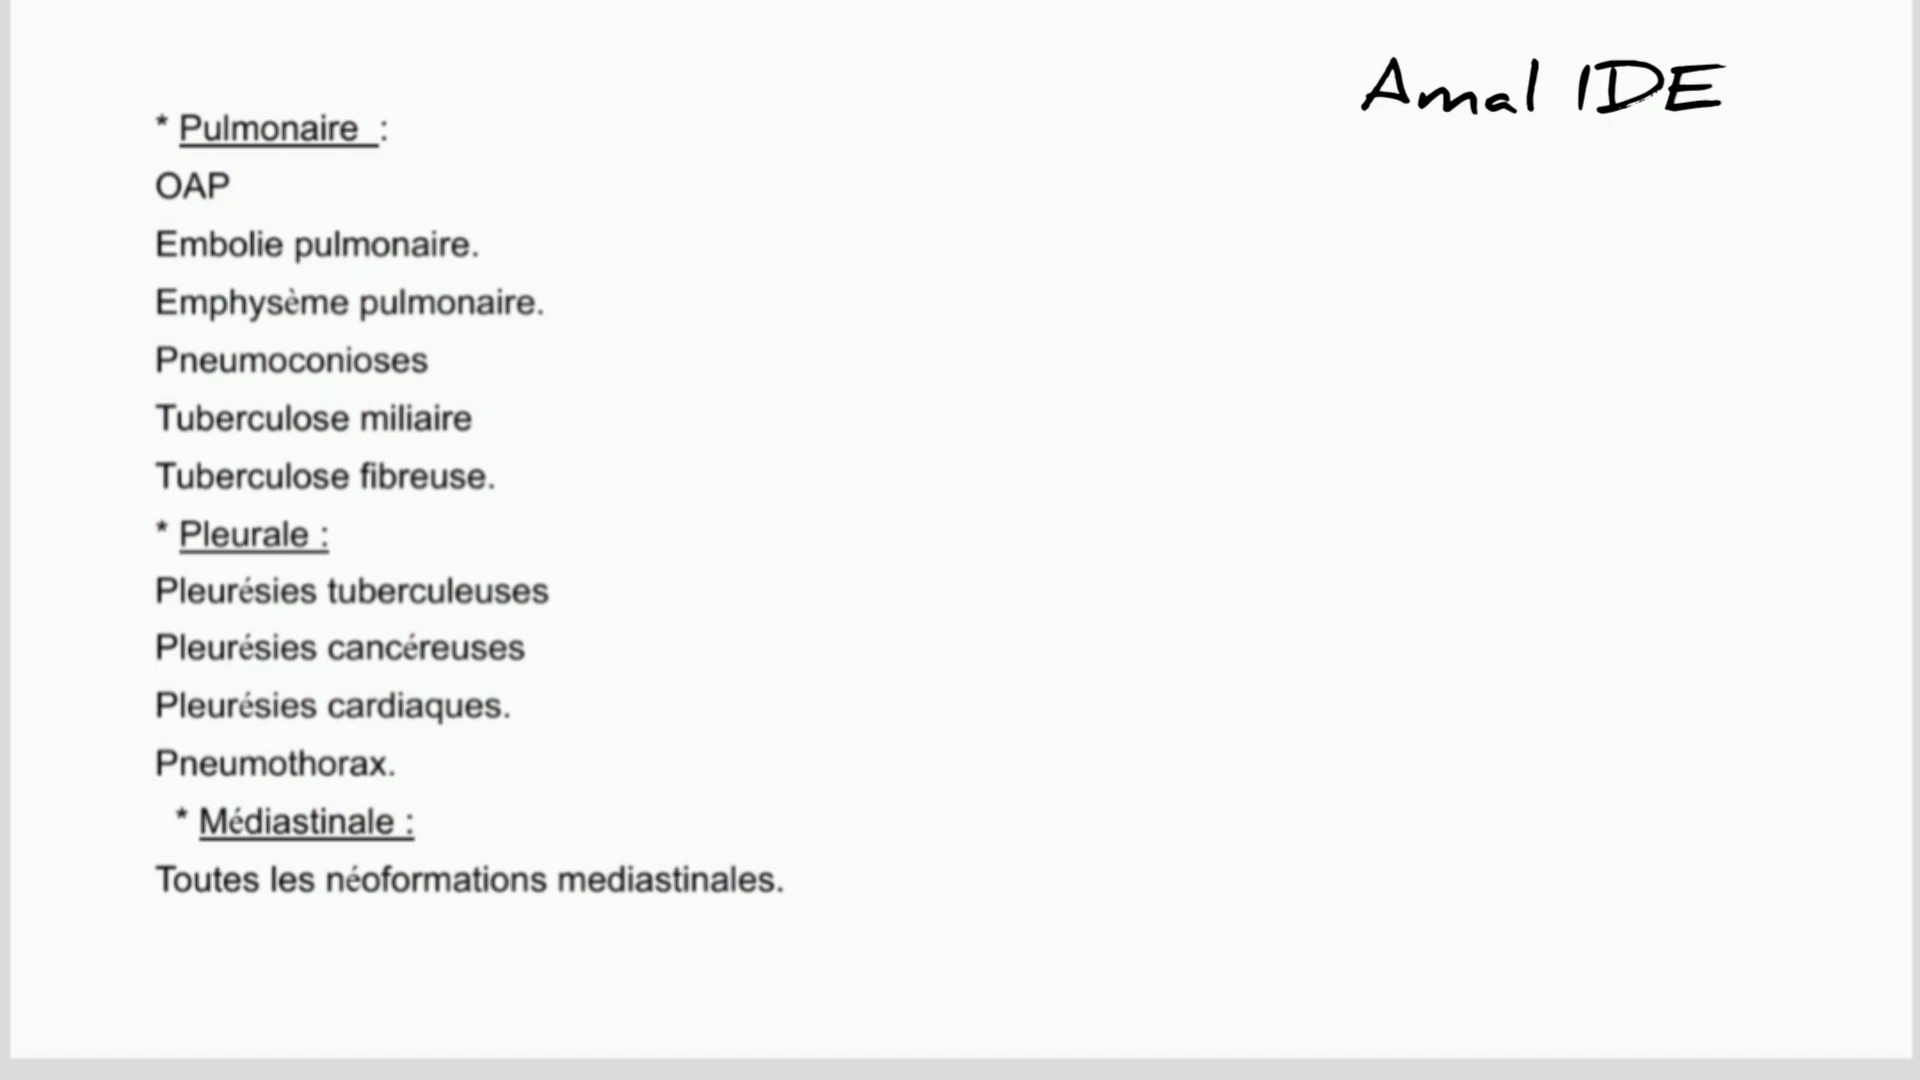 Amal IDE
* Pulmonaire :
OAP
Embolie pulmonaire.
Emphysème pulmonaire.
Pneumoconioses
Tuberculose miliaire
Tuberculose fibreuse.
* Pleurale :
Pleurésies tuberculeuses
Pleurésies cancéreuses
Pleurésies cardiaques.
Pneumothorax.
* Médiastinale :
Toutes les néoformations mediastinales.